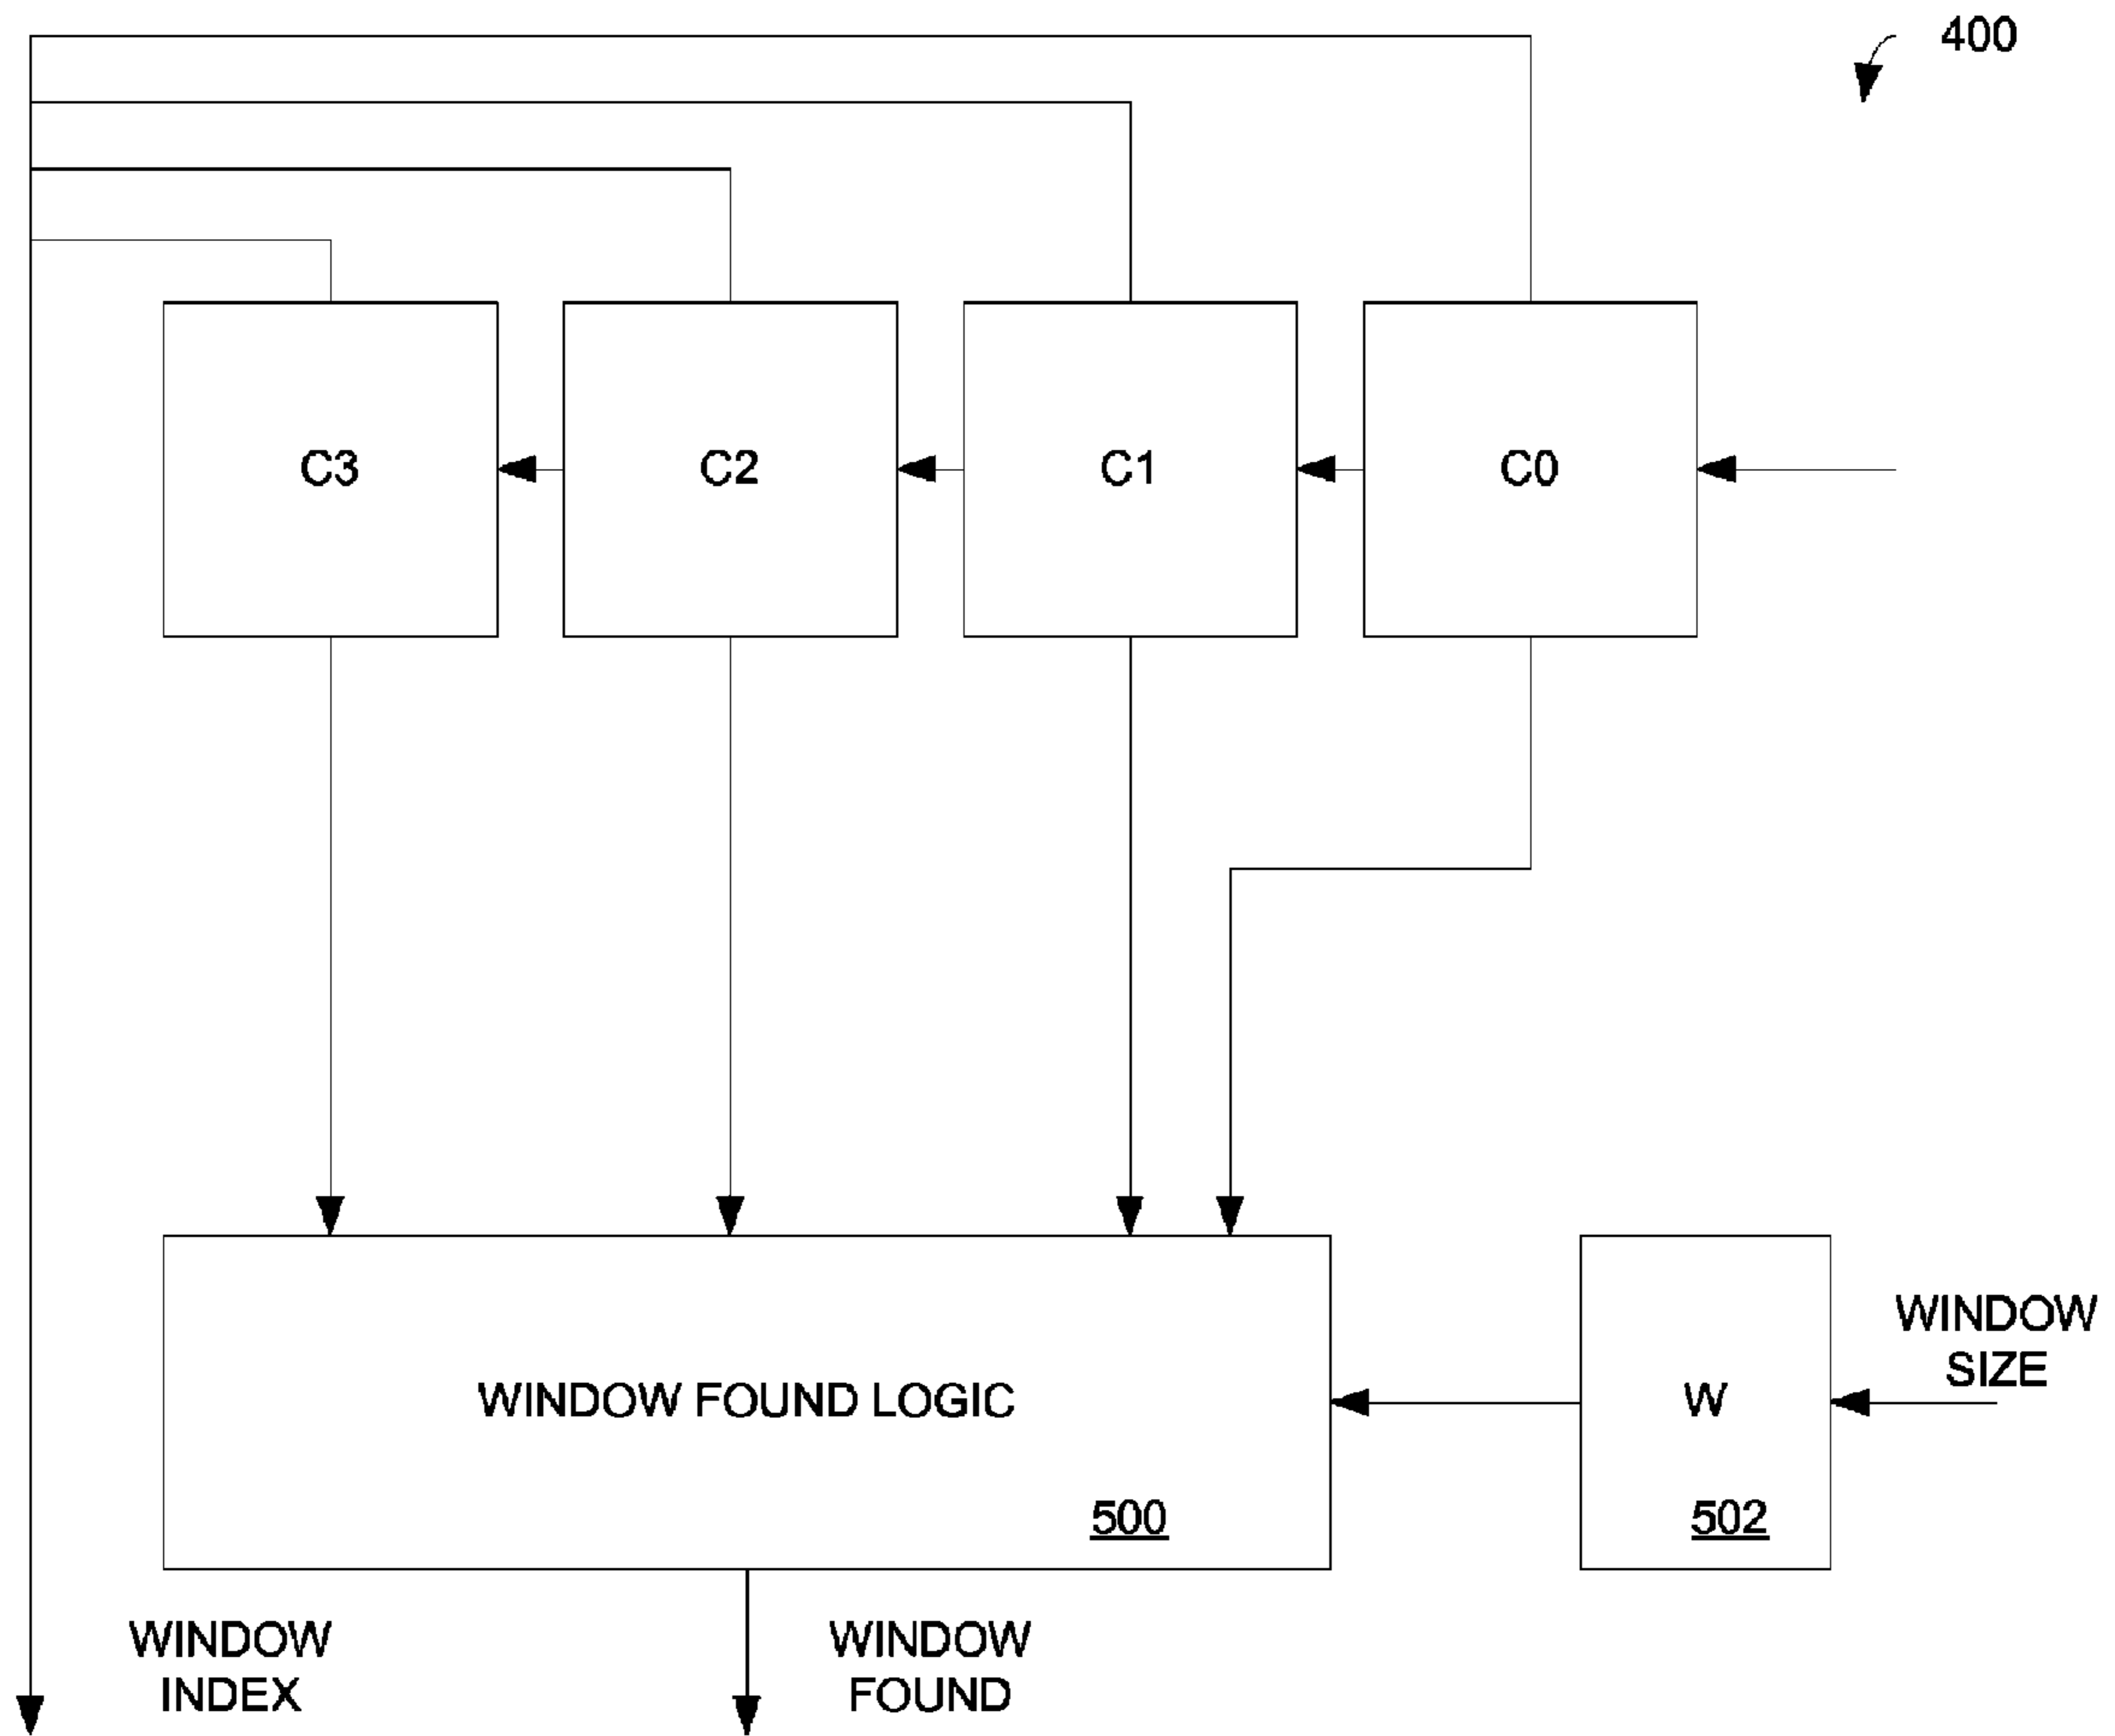 400
C3
C2
C1
C0
WINDOW
SIZE
WINDOW FOUND LOGIC
W
500
502
WINDOW
INDEX
WINDOW
FOUND